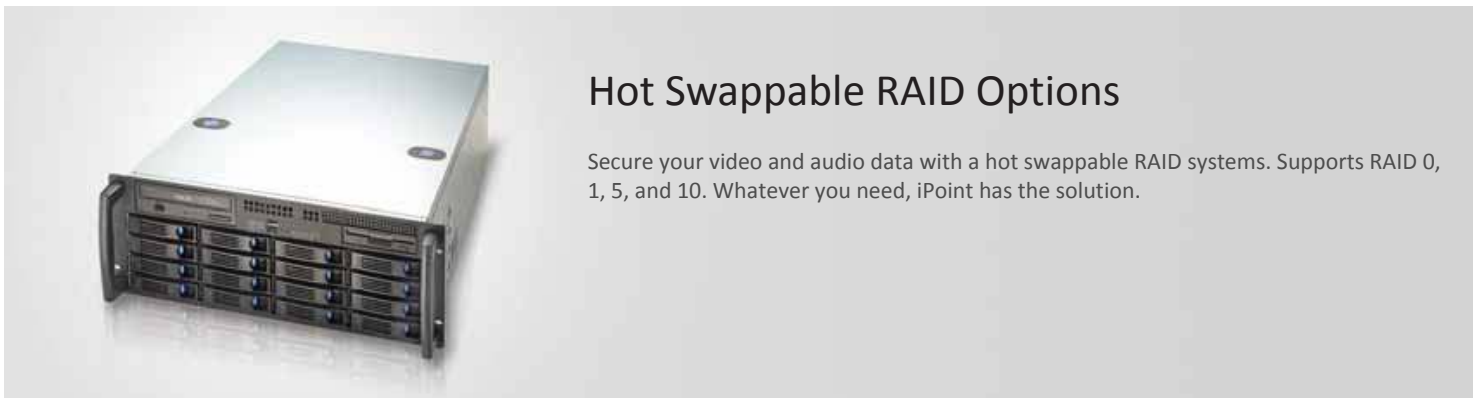 Hot Swappable RAID Options
Secure your video and audio data with a hot swappable RAID systems. Supports RAID 0,
1, 5, and 10. Whatever you need, iPoint has the solution.